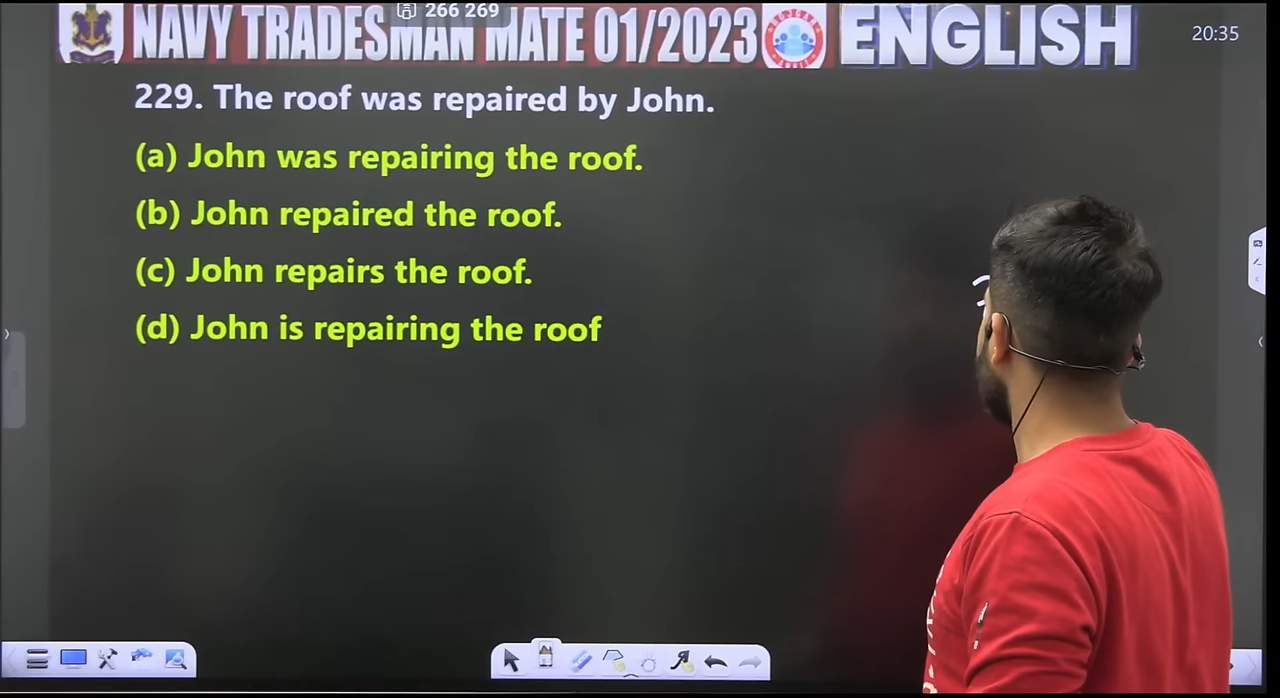 266 269
NAVY TRADESMAN MATE 01/2023 ENGLISH
20:35
229. The roof was repaired by John.
(a) John was repairing the roof.
(b) John repaired the roof.
(c) John repairs the roof.
(d) John is repairing the roof